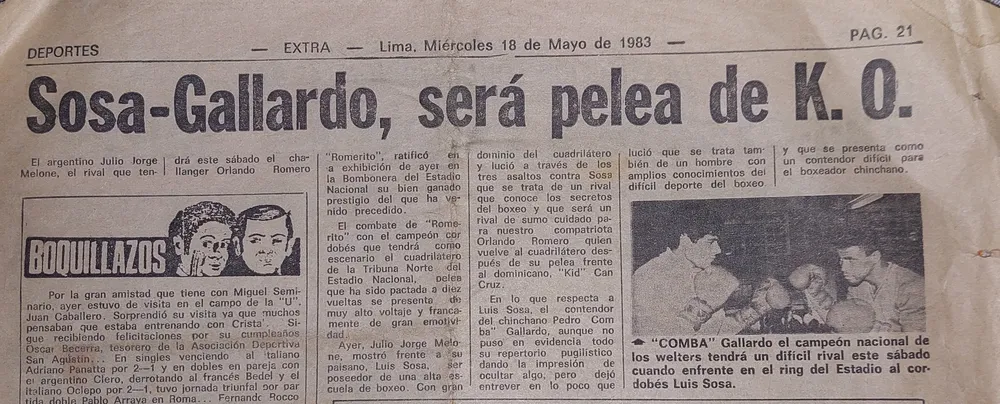 DEPORTES
— EXTRA — Lima, Miércoles 18 de Mayo de 1983 —
PAG. 21
Sosa-Gallardo, será pelea de K. O.
El argentino Julio Jorge
Melone, el rival que ten-
drá este sábado el cha-
llanger Orlando Romero
"Romerito", ratificó en
a exhibición de ayer en
la Bombonera del Estadio
Nacional su bien ganado
prestigio del que ha ve-
nido precedido.
El combate de "Rome-
rito" con el campeón cor-
dobés que tendrá como
escenario el cuadrilátero
de la Tribuna Norte del
Estadio Nacional, pelea
que ha sido pactada a diez
vueltas se presenta de
muy alto voltaje y franca-
mente de gran emotivi-
dad.
Ayer, Julio Jorge Melo-
ne, mostró frente a su
paisano, Luis Sosa, ser
poseedor de una alta es-
cuela de boxeo. Con gran
dominio del cuadrilátero
y lució a través de los
tres asaltos contra Sosa
que se trata de un rival
que conoce los secretos
del boxeo y que será un
rival de sumo cuidado pa-
ra nuestro compatriota
Orlando Romero quien
vuelve al cuadrilátero des-
pués de su pelea frente
al dominicano, "Kid" Can
Cruz.
En lo que respecta a
Luis Sosa, el contendor
del chinchano Pedro Com
ba" Gallardo, aunque no
puso en evidencia todo
su repertorio pugilístico
dando la impresión de
ocultar algo, pero dejó
entrever en lo poco que
lució que se trata tam-
bién de un hombre con
amplios conocimientos del
difícil deporte del boxeo
y que se presenta como
un contendor difícil para
el boxeador chinchano.
BOQUILLAZOS
Por la gran amistad que tiene con Miguel Semi-
nario, ayer estuvo de visita en el campo de la "U".
Juan Caballero. Sorprendió su visita ya que muchos
pensaban que estaba entrenando con Cristal. Si-
gue recibiendo felicitaciones por su cumpleaños
Oscar Becerra, tesorero de la Asociación Deportiva
San Agustín... En singles venciendo al italiano
Adriano Panatta por 2—1 y en dobles en pareja con
el argentino Clero, derrotando al francés Bedel y el
italiano Oclepo por 2—1, tuvo jornada triunfal por par-
tida doble Pablo Arraya en Roma... Fernando Rocco
"COMBA" Gallardo el campeón nacional de
los welters tendrá un difícil rival este sábado
cuando enfrente en el ring del Estadio al cor-
dobés Luis Sosa.